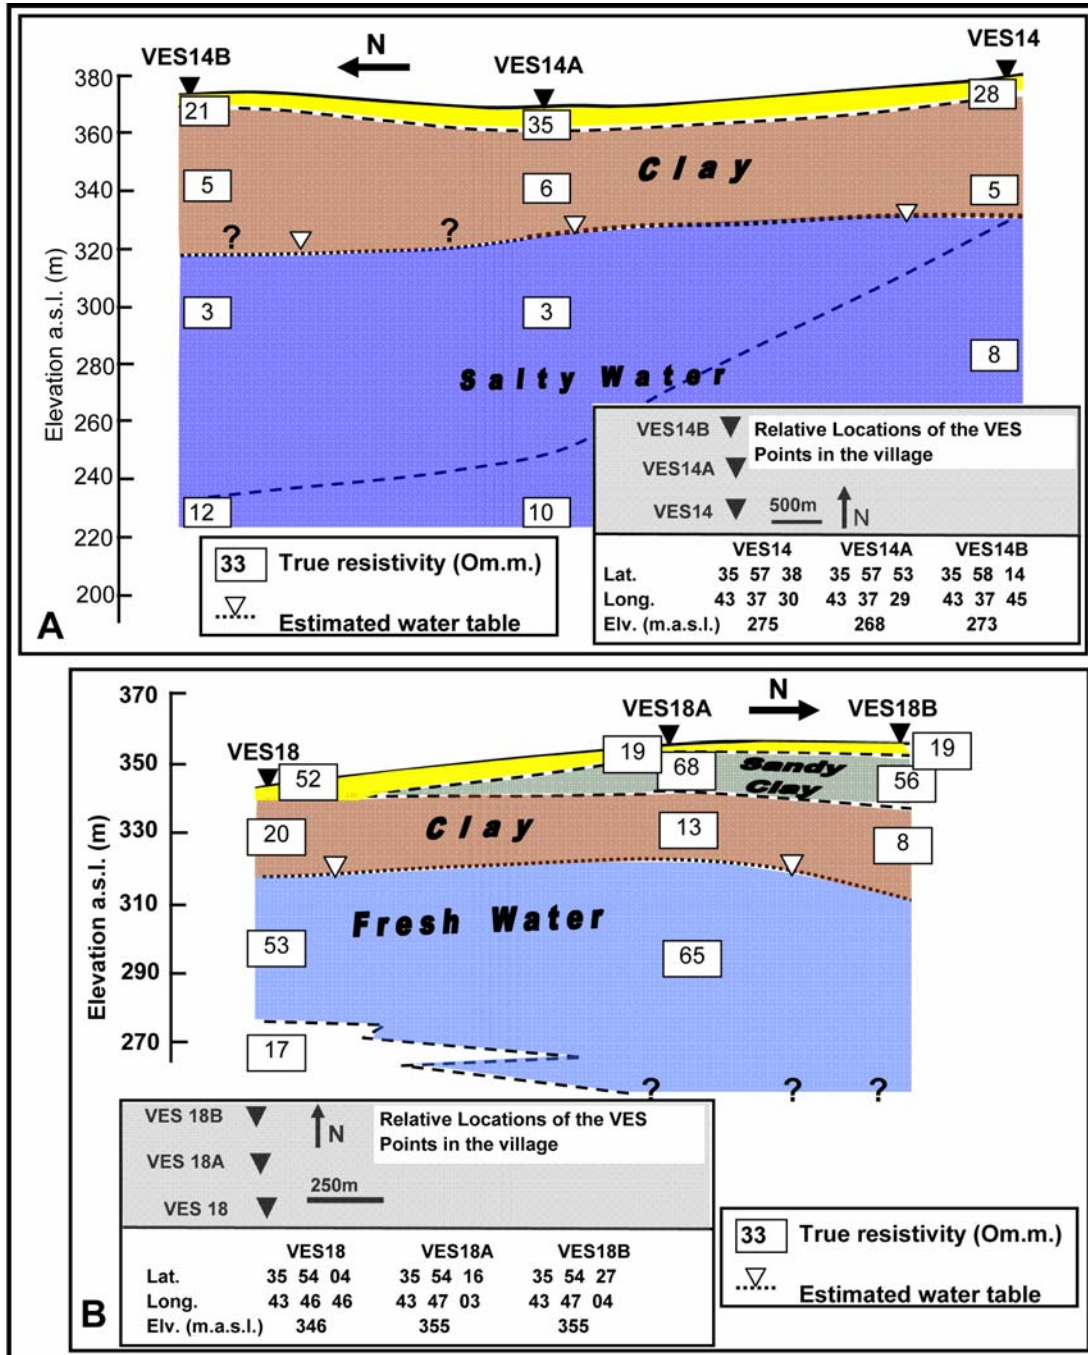 N
VES14B
VES14A
VES14
380
360
340
320
300
280
260
240
220
200
Elevation a.s.l. (m)
21
35
28
Clay
5
6
5
?
?
3
3
8
Salty Water
12
10
VES14B
VES14A
VES14
Relative Locations of the VES
Points in the village
500m
N
VES14 VES14A VES14B
Lat. 35 57 38 35 57 53 35 58 14
Long. 43 37 30 43 37 29 43 37 45
Elv. (m.a.s.l.) 275 268 273
33 True resistivity (Om.m.)
Estimated water table
A
370
350
330
310
290
270
Elevation a.s.l. (m)
N
VES18
VES18A
VES18B
52
19
68
19
56
Sandy
Clay
20
Clay
13
8
Fresh Water
53
65
17
?
?
?
VES 18B
VES 18A
VES 18
N
250m
Relative Locations of the VES
Points in the village
VES18 VES18A VES18B
Lat. 35 54 04 35 54 16 35 54 27
Long. 43 46 46 43 47 03 43 47 04
Elv. (m.a.s.l.) 346 355 355
33 True resistivity (Om.m.)
Estimated water table
B